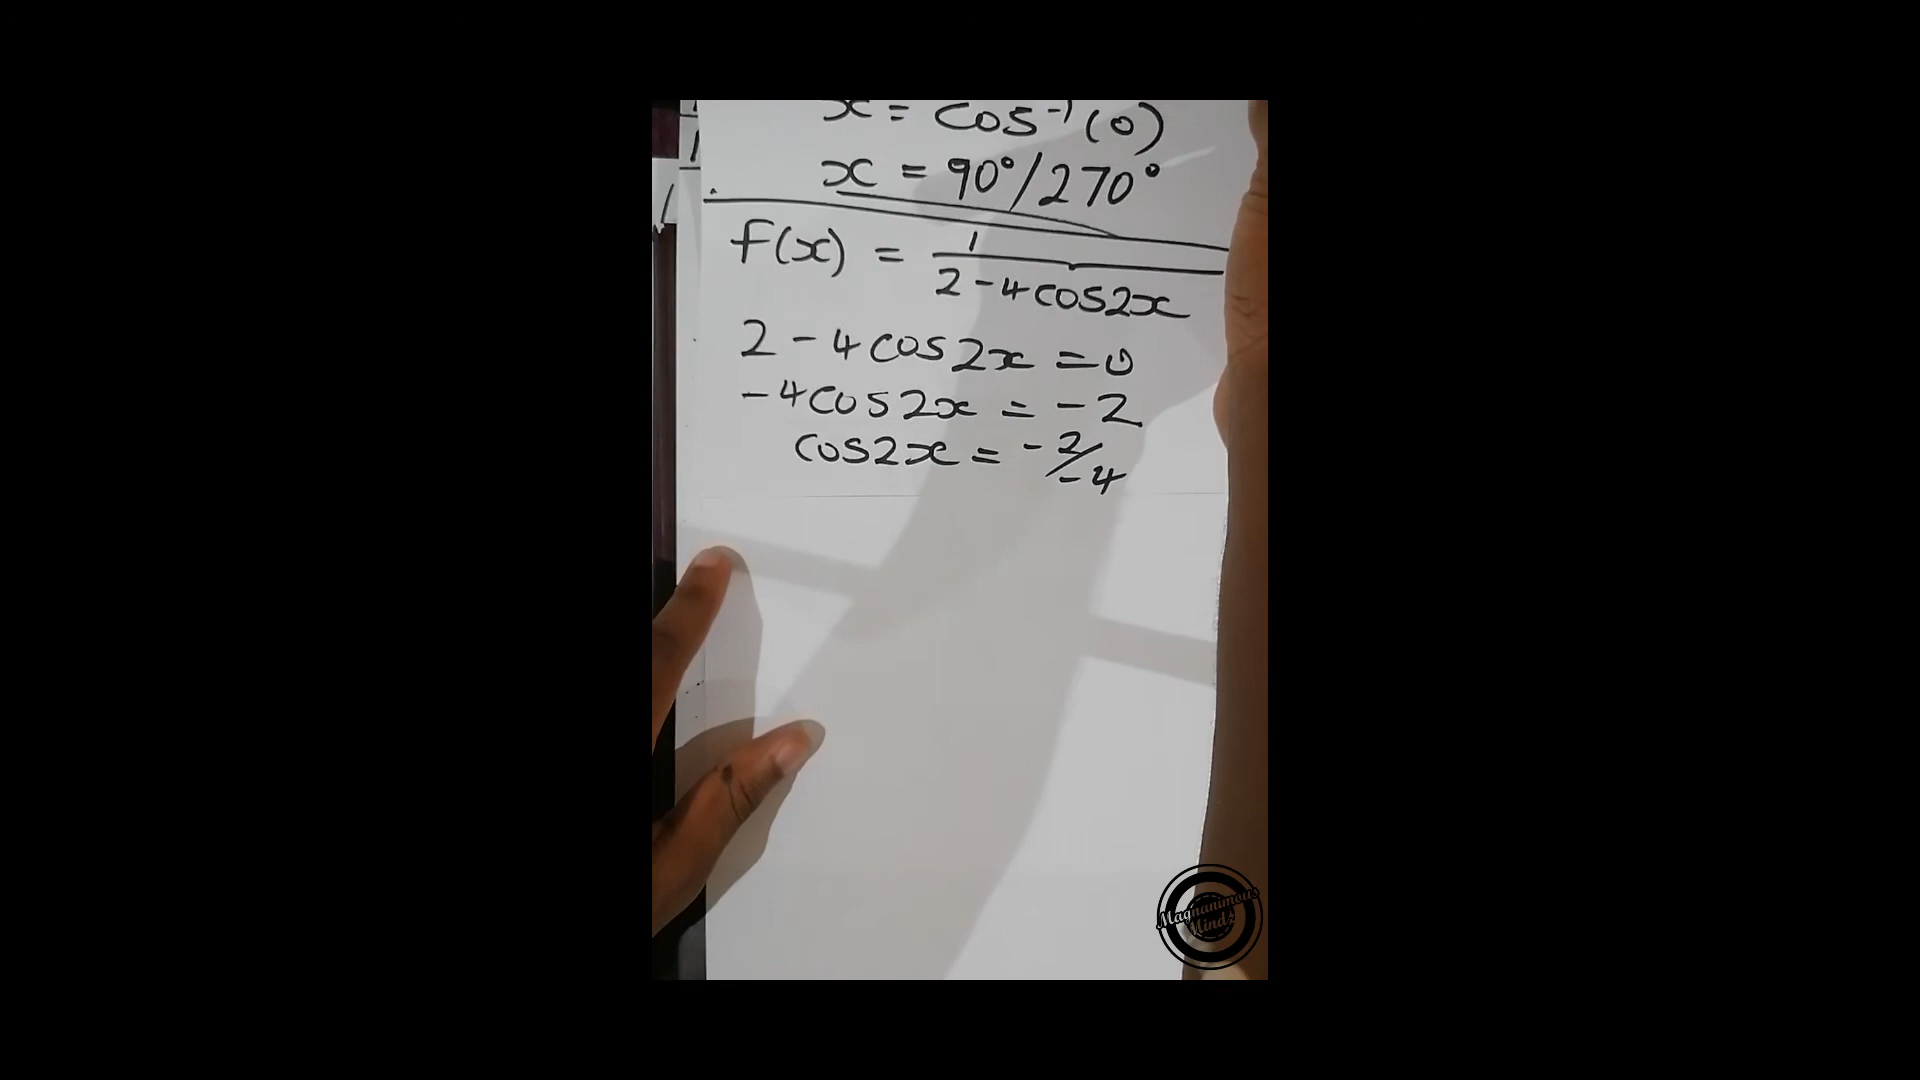 x = cos⁻¹(0)
x = 90°/270°
F(x) = 1/(2-4cos2x)
2 - 4cos2x = 0
-4cos2x = -2
cos2x = -2/-4
Magnanimous
Mindz